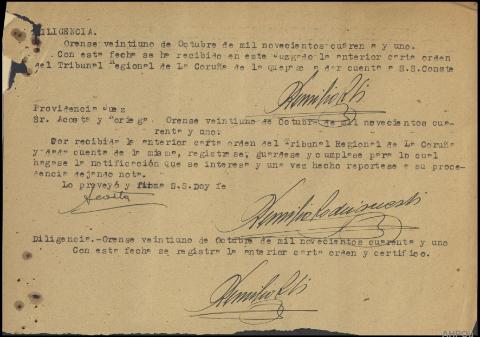 DILIGENCIA.
Orense veintiuno de Octubre de mil novecientos cuarenta y uno.
Con esta fecha se ha recibido en este Juzgado la anterior carta orden
del Tribunal Regional de La Coruña de la que paso a dar cuenta a S.S. Conste
Providencia Juez
Sr. Acosta y Noriega. Orense veintiuno de Octubre de mil novecientos cua-
renta y uno.
Por recibida la anterior carta orden del Tribunal Regional de La Coruña
y dada cuenta de la misma, registrese, guardese y cumplase para lo cual
hagase la notificación que se interesa y una vez hecho reportese a su proce-
dencia dejando nota.
Lo proveyó y firma S.S. Doy fe
Acosta
Diligencia.-Orense veintiuno de Octubre de mil novecientos cuarenta y uno
Con esta fecha se registra la anterior carta orden y certifico.